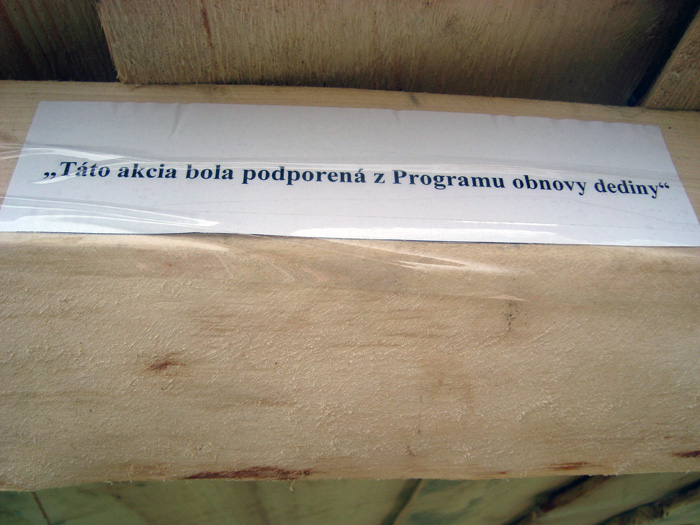 „Táto akcia bola podporená z Programu obnovy dediny“